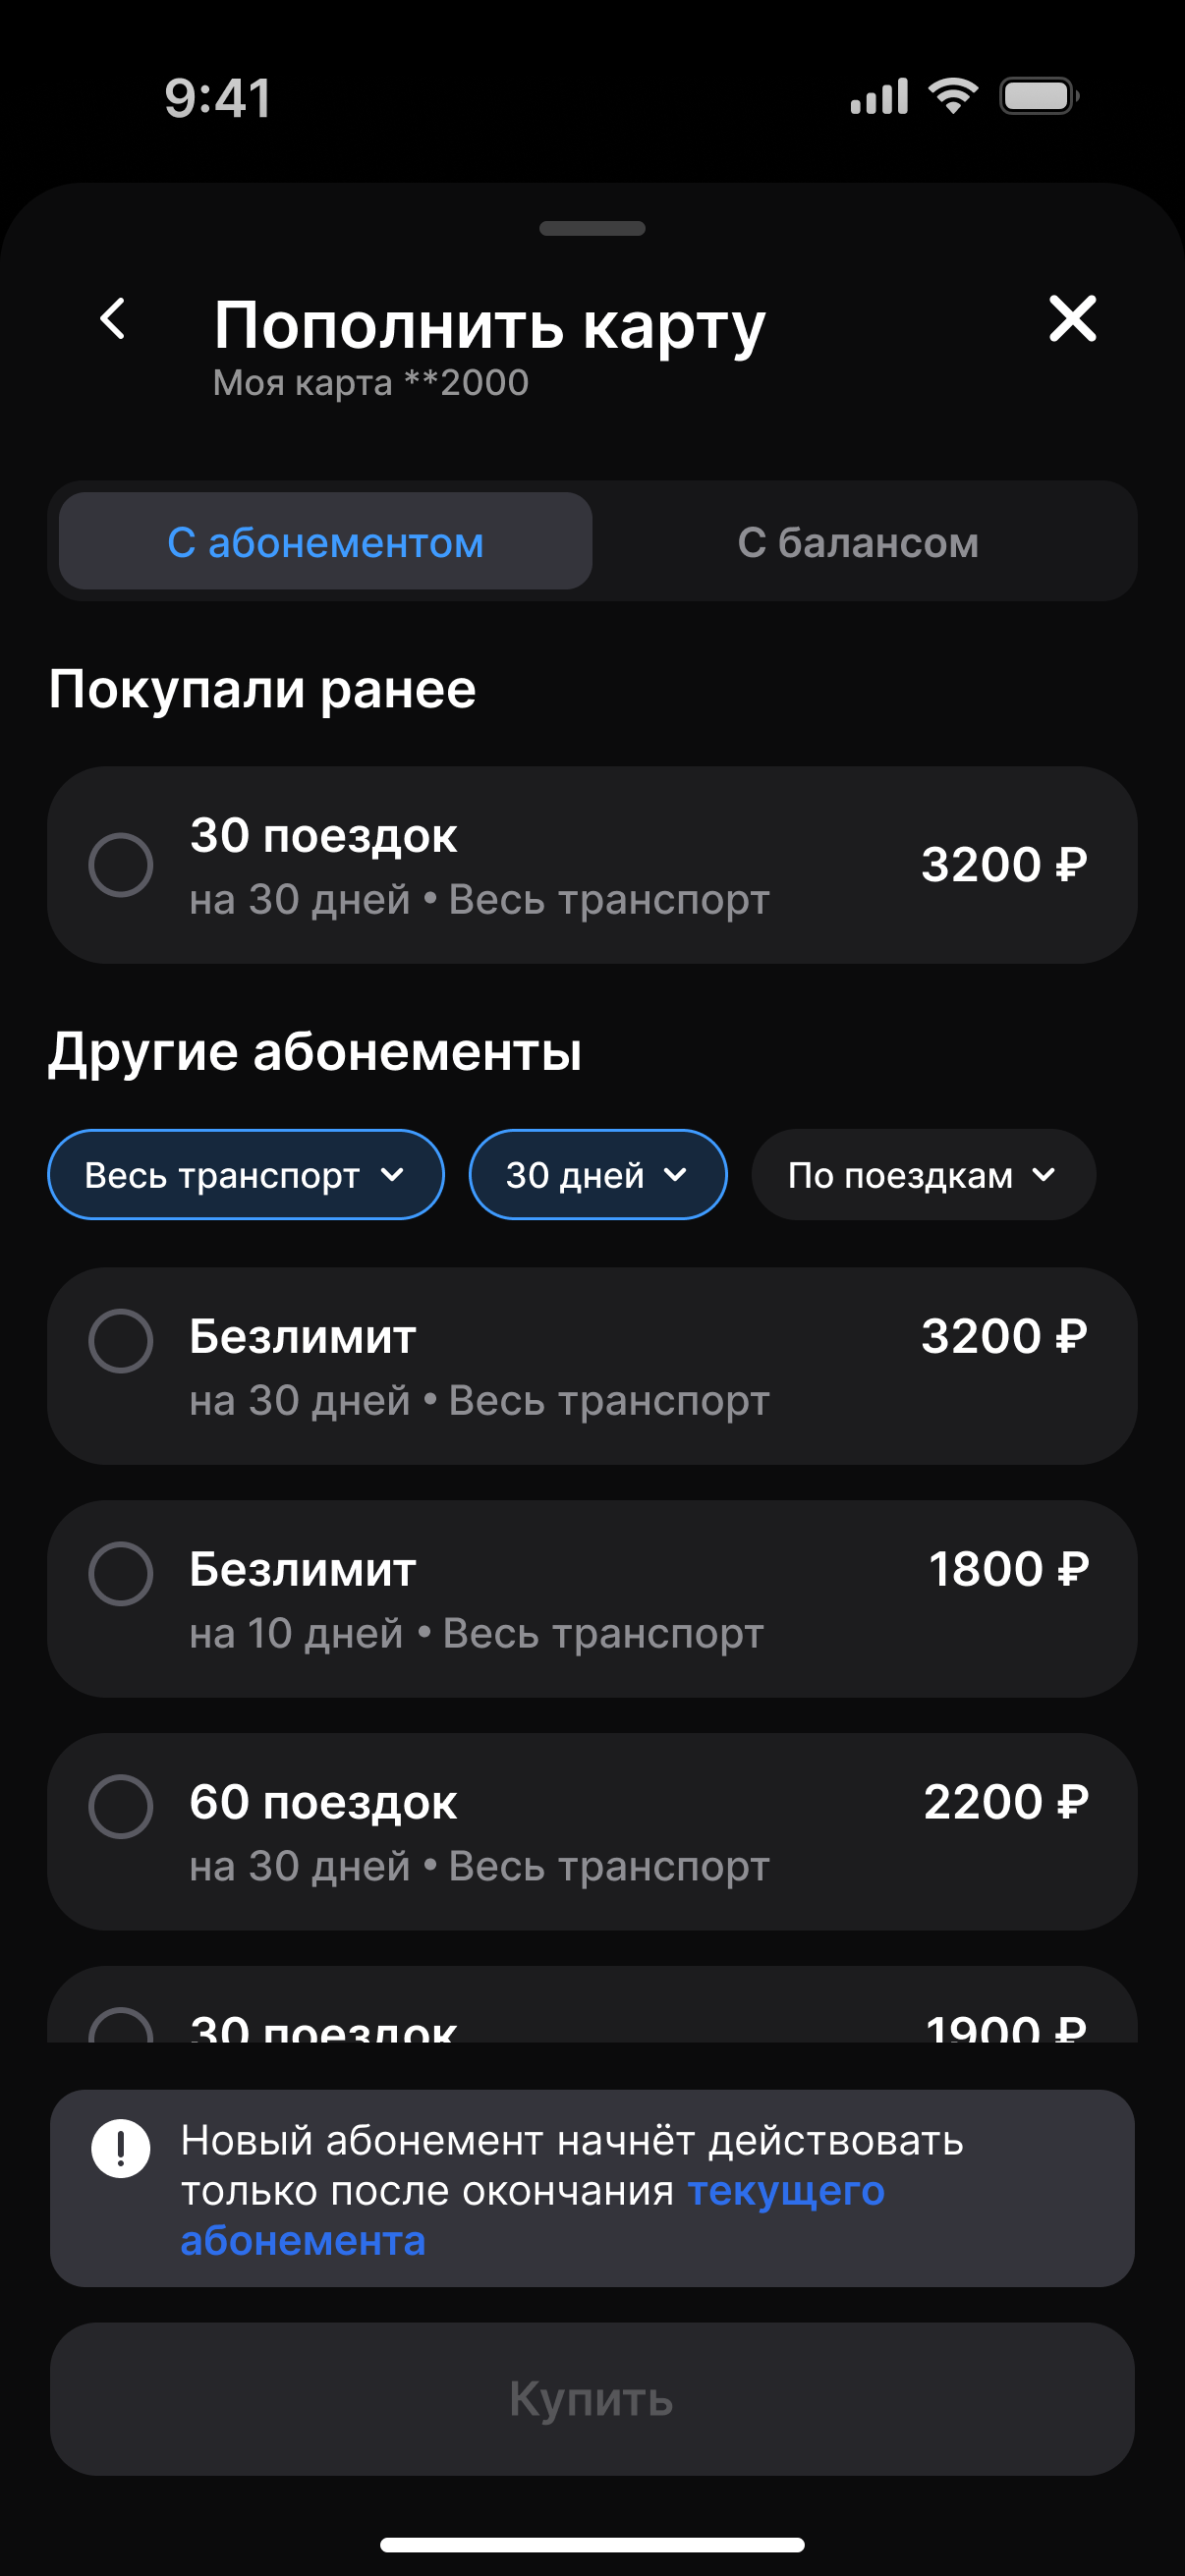 9:41
Пополнить карту
Моя карта **2000
С абонементом
С балансом
Покупали ранее
30 поездок
3200 ₽
на 30 дней • Весь транспорт
Другие абонементы
Весь транспорт
30 дней
По поездкам
Безлимит
3200 ₽
на 30 дней • Весь транспорт
Безлимит
1800 ₽
на 10 дней • Весь транспорт
60 поездок
2200 ₽
на 30 дней • Весь транспорт
30 поездок
1900 ₽
Новый абонемент начнёт действовать
только после окончания текущего
абонемента
Купить